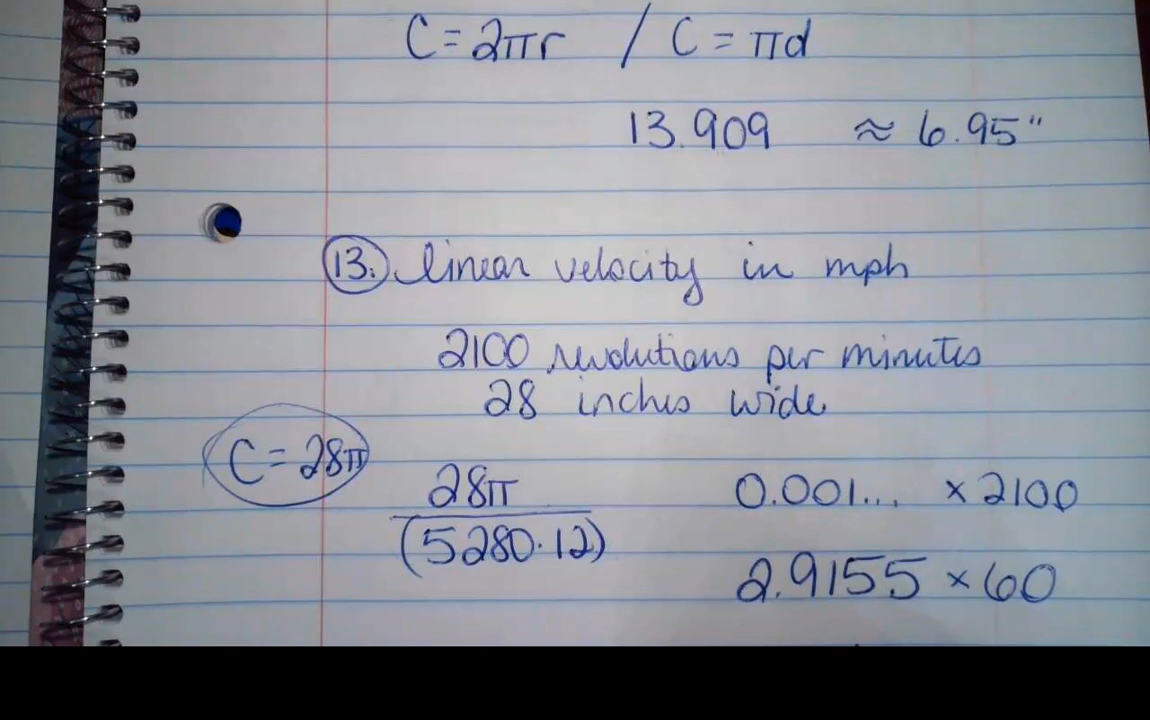 C = 2πr / C = πd
13.909 ≈ 6.95"
13. linear velocity in mph
2100 revolutions per minutes
28 inches wide
C = 28π
28π
(5280·12)
0.001... × 2100
2.9155 × 60